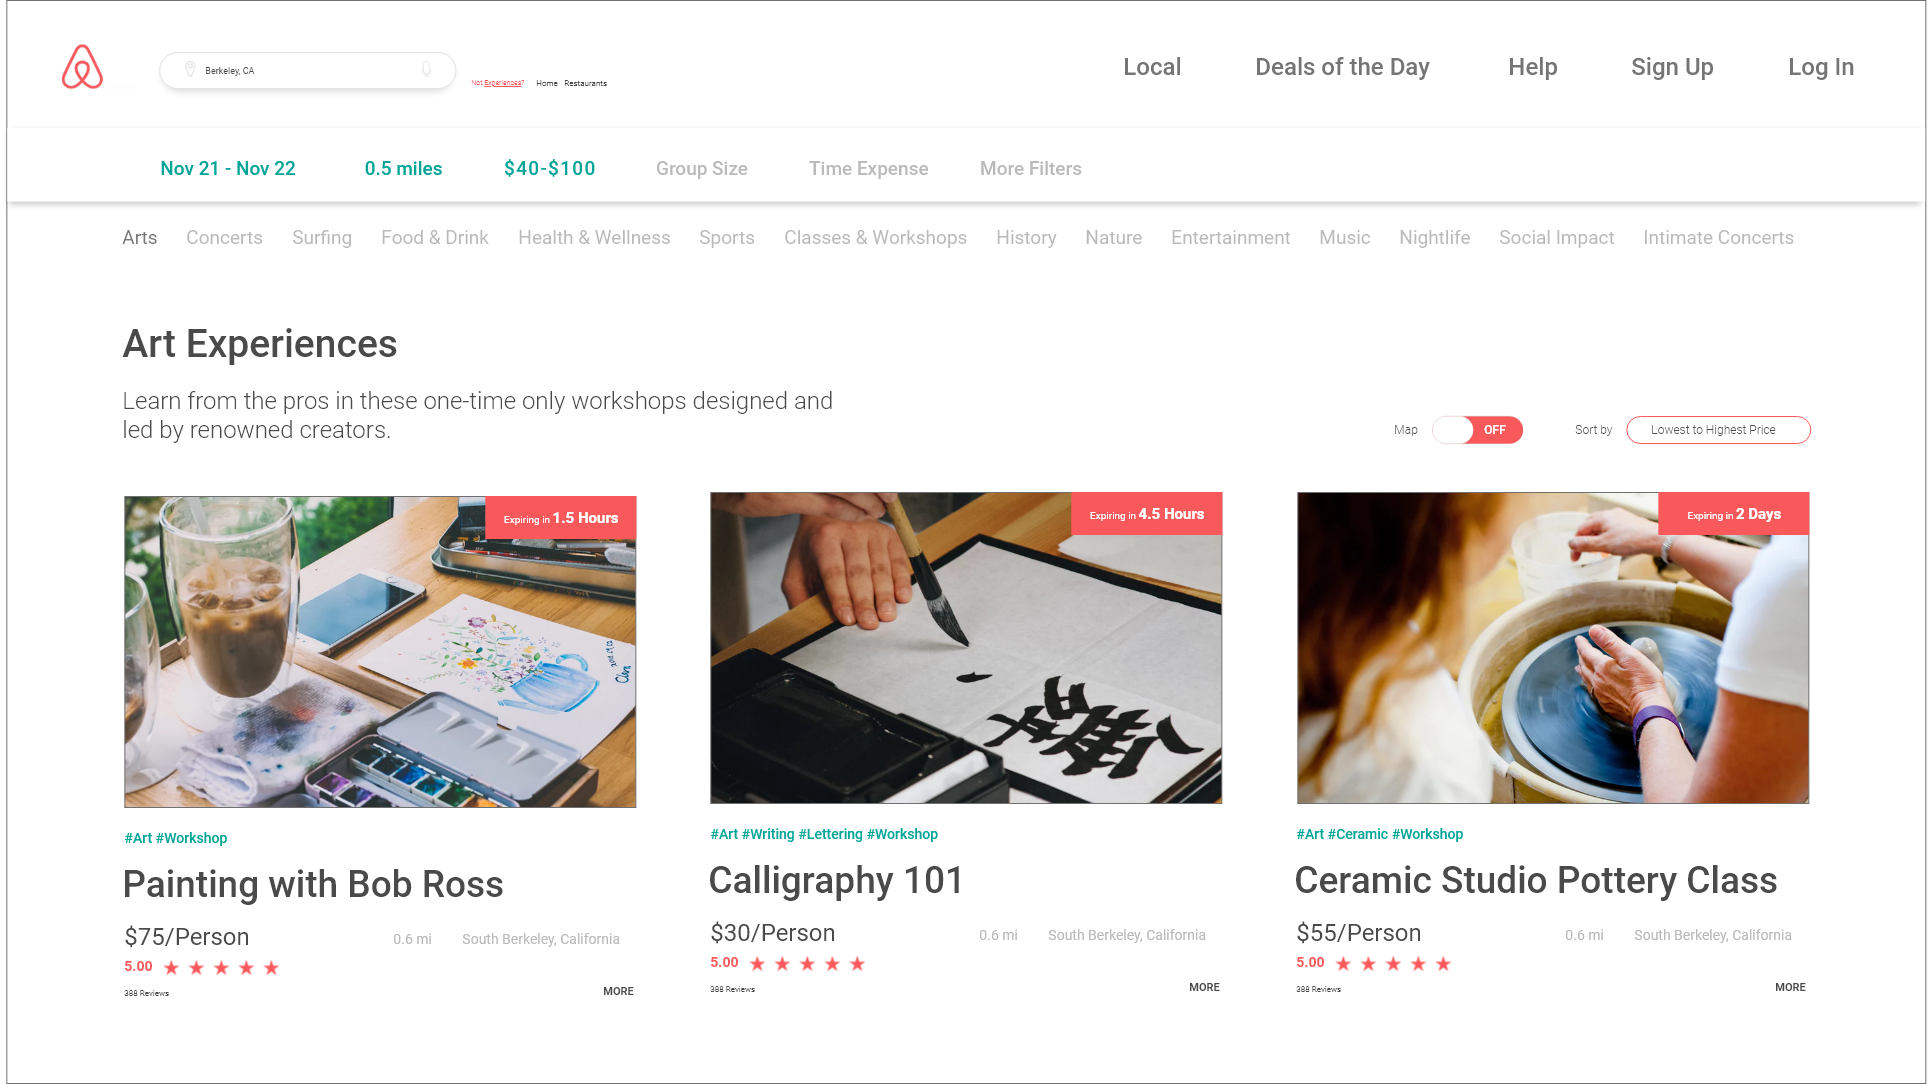 Berkeley, CA
Not Experiences? Home Restaurants
Local Deals of the Day Help Sign Up Log In
Nov 21 - Nov 22 0.5 miles $40-$100 Group Size Time Expense More Filters
Arts Concerts Surfing Food & Drink Health & Wellness Sports Classes & Workshops History Nature Entertainment Music Nightlife Social Impact Intimate Concerts
Art Experiences
Learn from the pros in these one-time only workshops designed and
led by renowned creators.
Map OFF Sort by Lowest to Highest Price
Expiring in 1.5 Hours
#Art #Workshop
Painting with Bob Ross
$75/Person 0.6 mi South Berkeley, California
5.00
388 Reviews
MORE
Expiring in 4.5 Hours
#Art #Writing #Lettering #Workshop
Calligraphy 101
$30/Person 0.6 mi South Berkeley, California
5.00
388 Reviews
MORE
Expiring in 2 Days
#Art #Ceramic #Workshop
Ceramic Studio Pottery Class
$55/Person 0.6 mi South Berkeley, California
5.00
388 Reviews
MORE